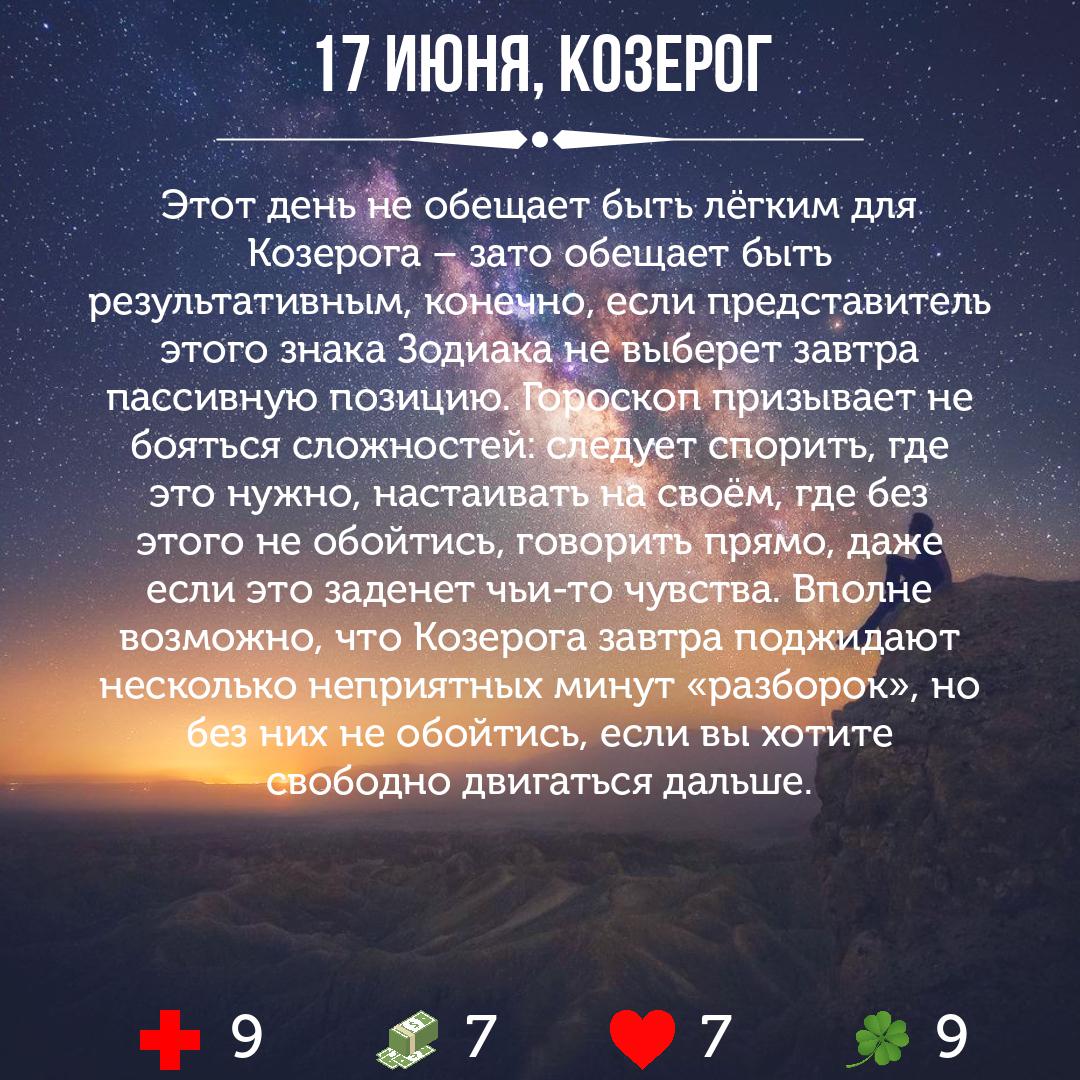 17 ИЮНЯ, КОЗЕРОГ
Этот день не обещает быть лёгким для
Козерога – зато обещает быть
результативным, конечно, если представитель
этого знака Зодиака не выберет завтра
пассивную позицию. Гороскоп призывает не
бояться сложностей: следует спорить, где
это нужно, настаивать на своём, где без
этого не обойтись, говорить прямо, даже
если это заденет чьи-то чувства. Вполне
возможно, что Козерога завтра поджидают
несколько неприятных минут «разборок», но
без них не обойтись, если вы хотите
свободно двигаться дальше.
9 7 7 9